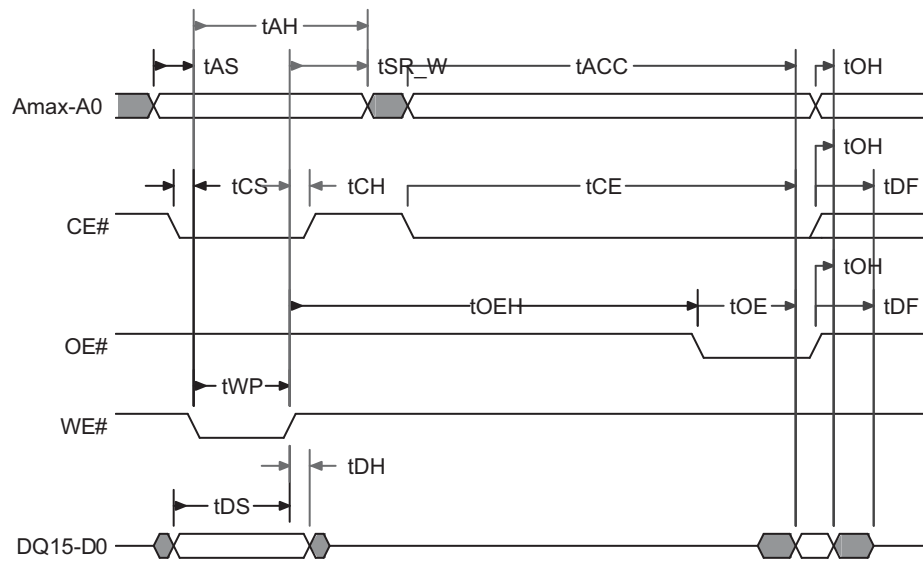 tAH
tAS
tSR_W
tACC
tOH
Amax-A0
tOH
tCS
tCH
tCE
tDF
CE#
tOH
tOEH
tOE
tDF
OE#
tWP
WE#
tDH
tDS
DQ15-D0